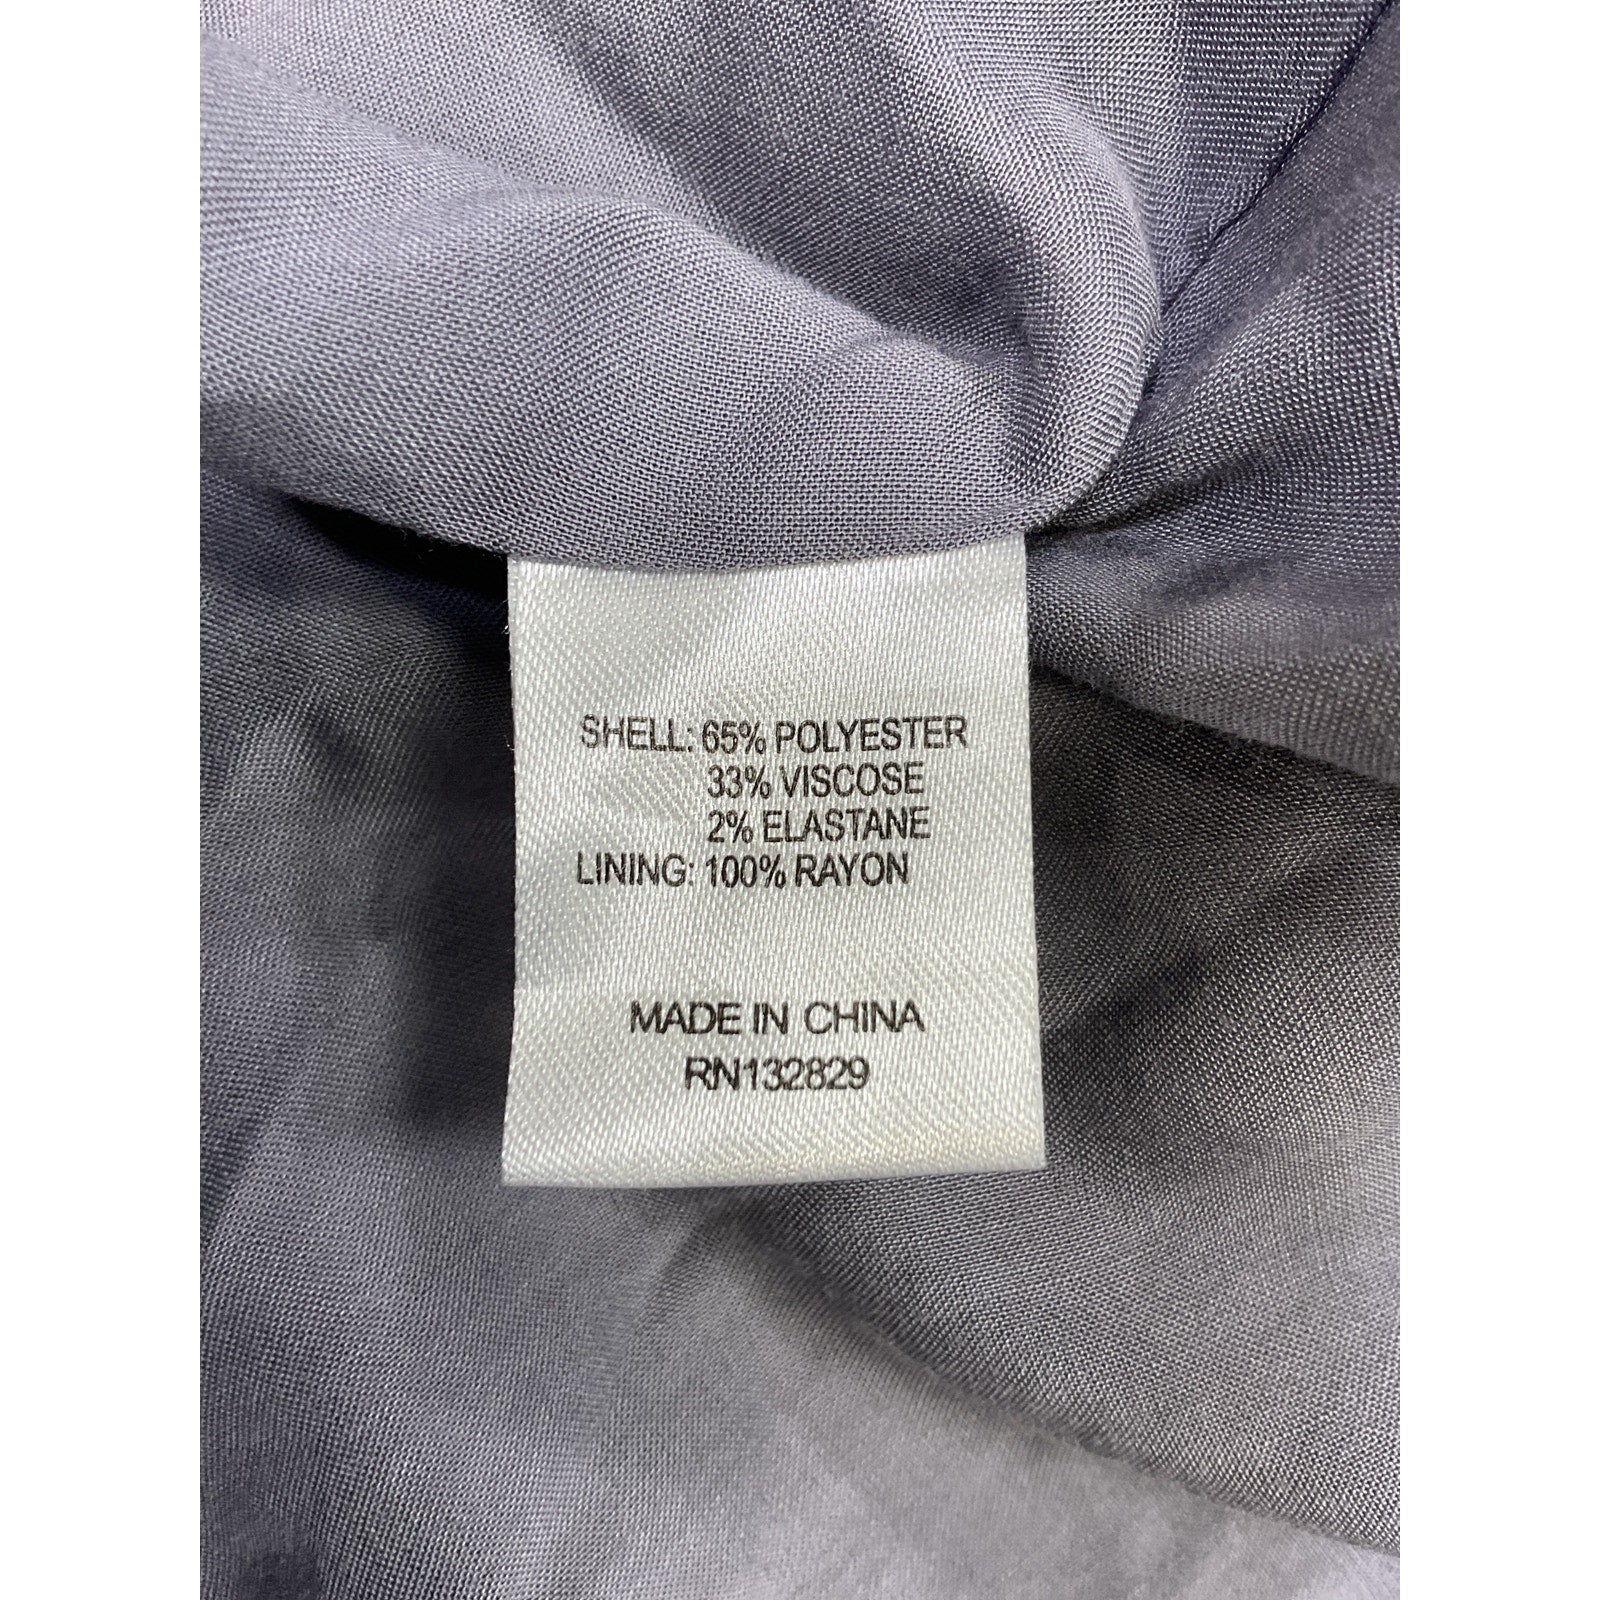 SHELL: 65% POLYESTER
33% VISCOSE
2% ELASTANE
LINING: 100% RAYON
MADE IN CHINA
RN132829